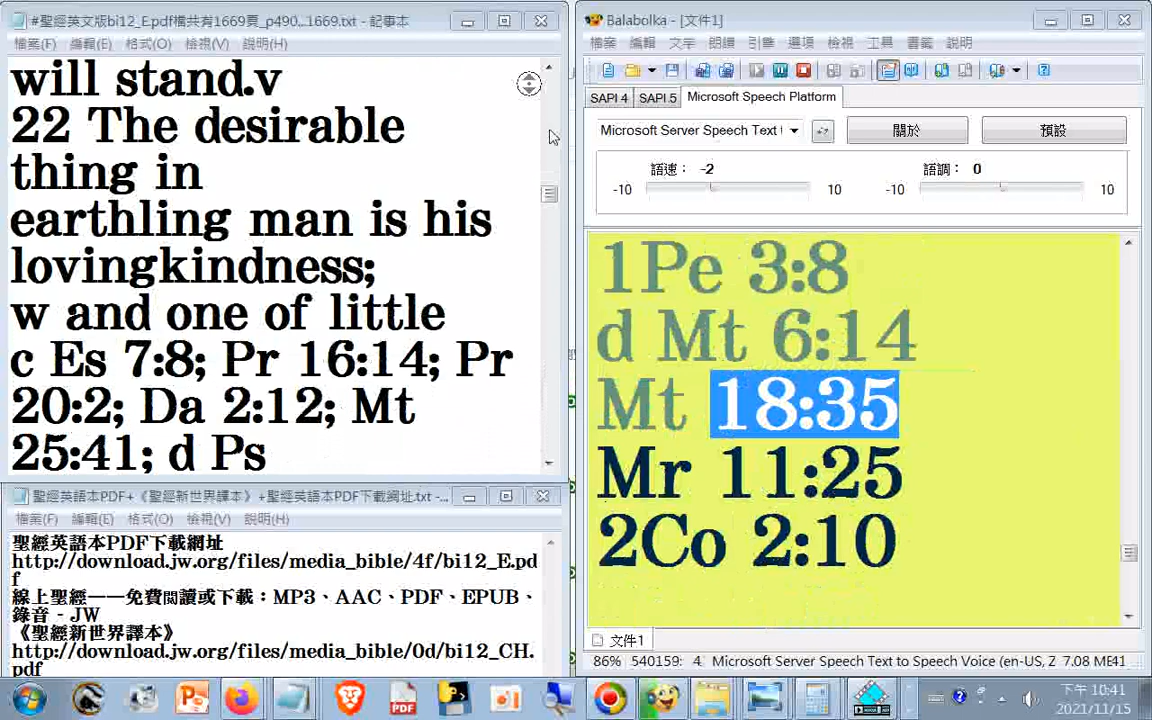 #聖經英文版bi12_E.pdf檔共有1669頁_p490,..1669.txt - 記事本
檔案(F) 編輯(E) 格式(O) 檢視(V) 說明(H)
will stand.v
22 The desirable
thing in
earthling man is his
lovingkindness;
w and one of little
c Es 7:8; Pr 16:14; Pr
20:2; Da 2:12; Mt
25:41; d Ps
聖經英語本PDF+《聖經新世界譯本》+聖經英語本PDF下載網址.txt -...
檔案(F) 編輯(E) 格式(O) 檢視(V) 說明(H)
聖經英語本PDF下載網址
http://download.jw.org/files/media_bible/4f/bi12_E.pd
f
線上聖經——免費閱讀或下載：MP3、AAC、PDF、EPUB、
錄音 - JW
《聖經新世界譯本》
http://download.jw.org/files/media_bible/0d/bi12_CH.
pdf
Balabolka - [文件1]
檔案 編輯 文字 朗讀 引擎 選項 檢視 工具 書籤 說明
SAPI 4 SAPI 5 Microsoft Speech Platform
Microsoft Server Speech Text 關於 預設
語速： -2 語調： 0
-10 10 -10 10
1Pe 3:8
d Mt 6:14
Mt 18:35
Mr 11:25
2Co 2:10
文件1
86% 540159: 4 Microsoft Server Speech Text to Speech Voice (en-US, Z 7.08 ME41
PDF
下午 10:41
2021/11/15